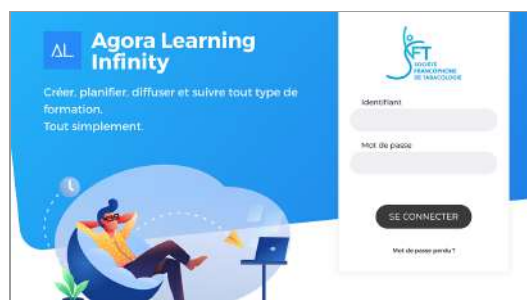 AL
Agora Learning
Infinity
Créer, planifier, diffuser et suivre tout type de
formation.
Tout simplement.
SFT
SOCIÉTÉ
FRANCOPHONE
DE TABACOLOGIE
Identifiant
Mot de passe
SE CONNECTER
Mot de passe perdu ?